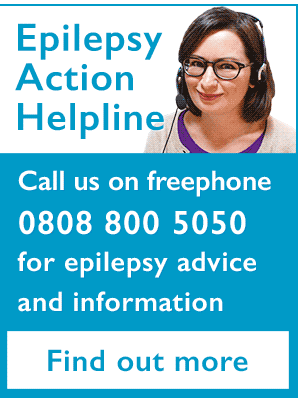 Epilepsy
Action
Helpline
Call us on freephone
0808 800 5050
for epilepsy advice
and information
Find out more